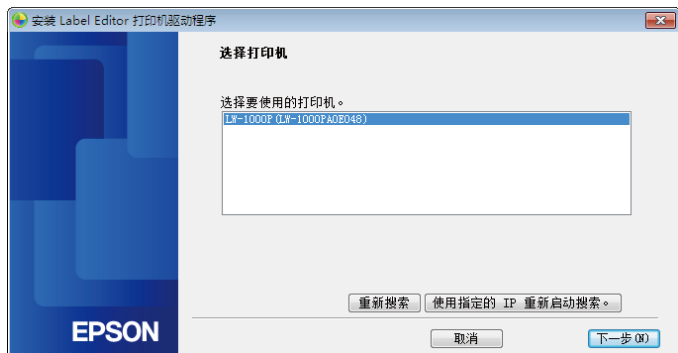 安装 Label Editor 打印机驱动程序
选择打印机
选择要使用的打印机。
LW-1000P (LW-1000PA0E048)
重新搜索 使用指定的 IP 重新启动搜索。
EPSON
取消 下一步(N)